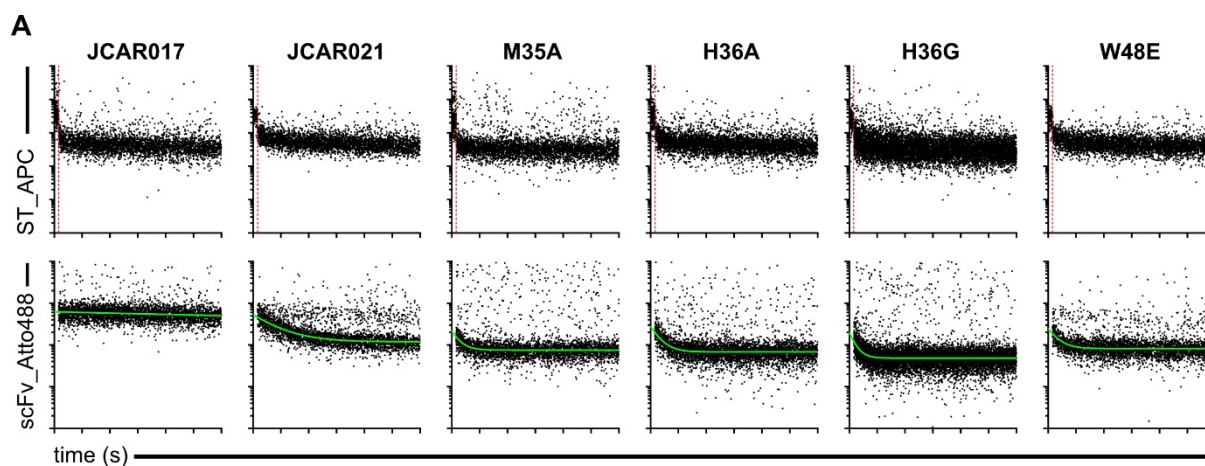 A
JCAR017 JCAR021 M35A H36A H36G W48E
ST_APC
scFv_Atto488
time (s)